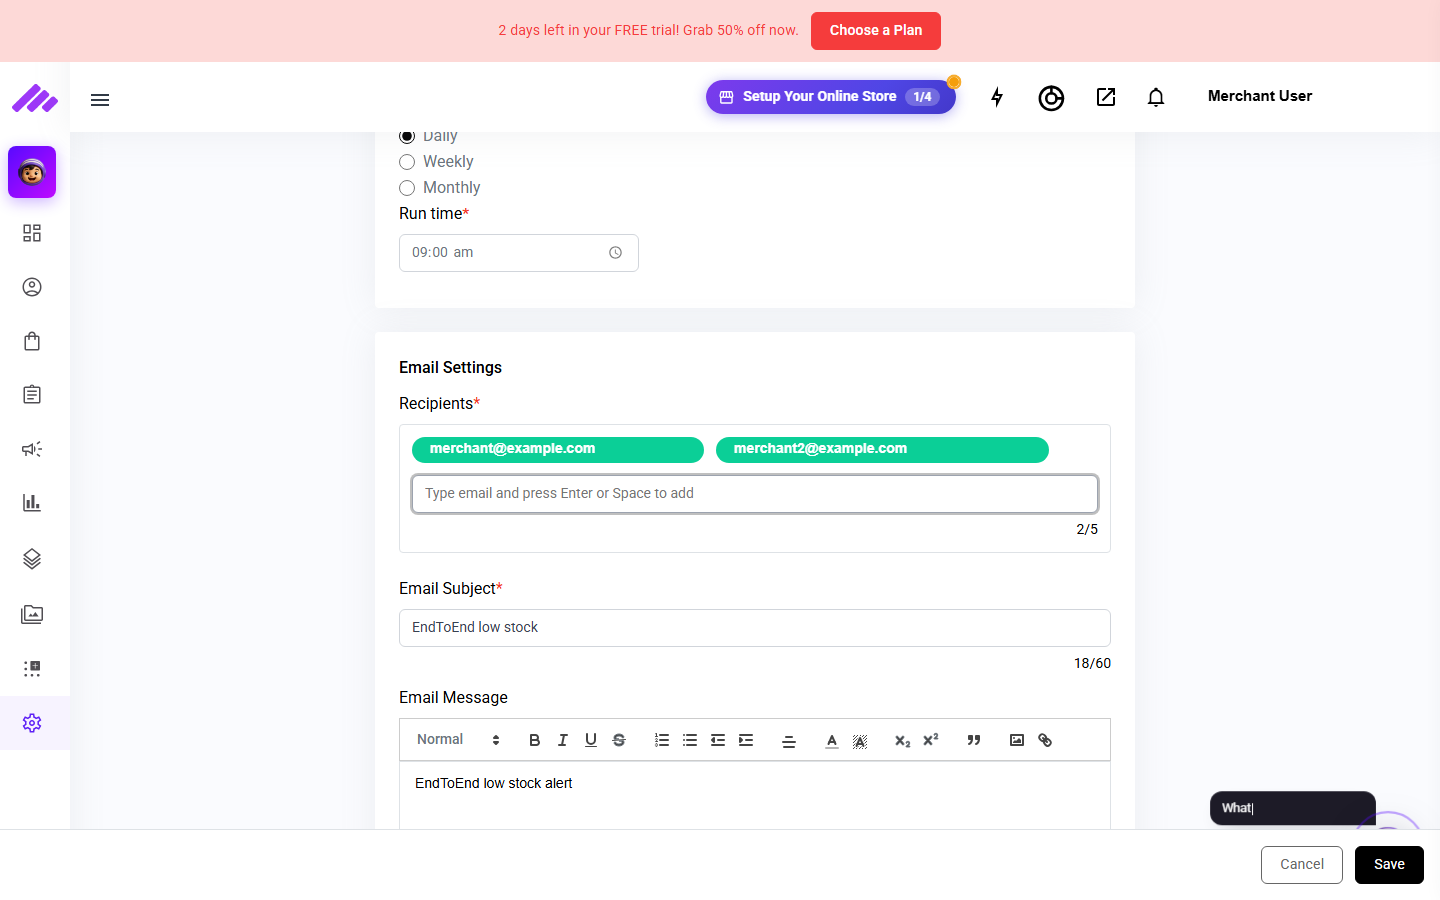 2 days left in your FREE trial! Grab 50% off now.
Choose a Plan
Setup Your Online Store
1/4
Merchant User
Daily
Weekly
Monthly
Run time*
09:00 am
Email Settings
Recipients*
merchant@example.com
merchant2@example.com
Type email and press Enter or Space to add
2/5
Email Subject*
EndToEnd low stock
18/60
Email Message
Normal
EndToEnd low stock alert
What
Cancel
Save